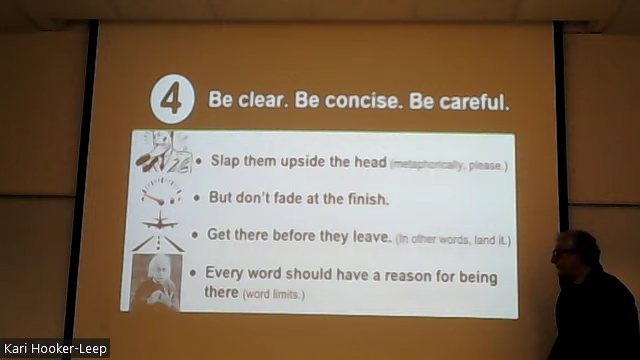 4 Be clear. Be concise. Be careful.
• Slap them upside the head (metaphorically, please.)
• But don't fade at the finish.
• Get there before they leave. (In other words, land it.)
• Every word should have a reason for being
there (word limits.)
Kari Hooker-Leep